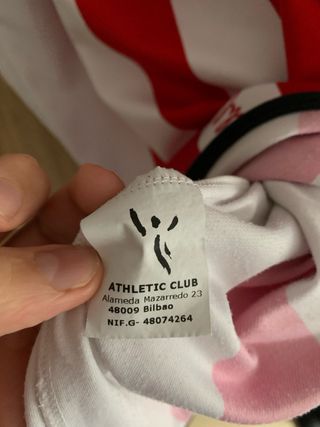 ATHLETIC CLUB
Alameda Mazarredo 23
48009 Bilbao
NIF.G- 48074264